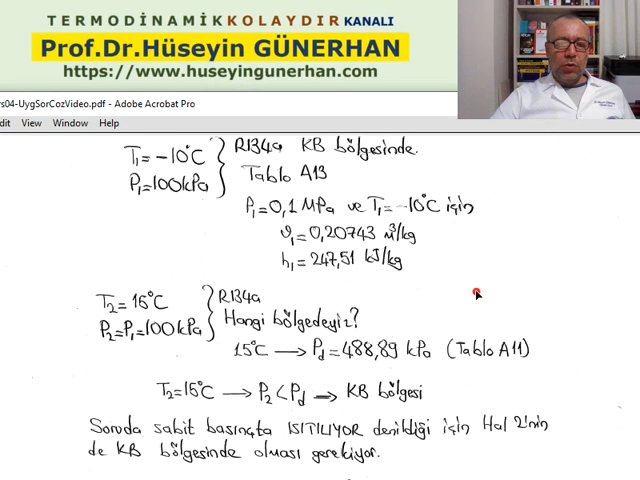 TERMODİNAMİKKOLAYDIR KANALI
Prof.Dr.Hüseyin GÜNERHAN
https://www.huseyingunerhan.com
rs04-UygSorCozVideo.pdf - Adobe Acrobat Pro
dit View Window Help
T₁=-10°C } R134a KB bölgesinde.
P₁=100kPa } Tablo A13
P₁=0,1 MPa ve T₁=-10°C için
ϑ₁=0,20743 m³/kg
h₁=247,51 kJ/kg
T₂=15°C } R134a
P₂=P₁=100kPa } Hangi bölgedeyiz?
15°C → Pd=488,89 kPa (Tablo A11)
T₂=15°C → P₂<Pd → KB bölgesi
Soruda sabit basınçta ISITILIYOR denildiği için Hal 2'nin
de KB bölgesinde olması gerekiyor.